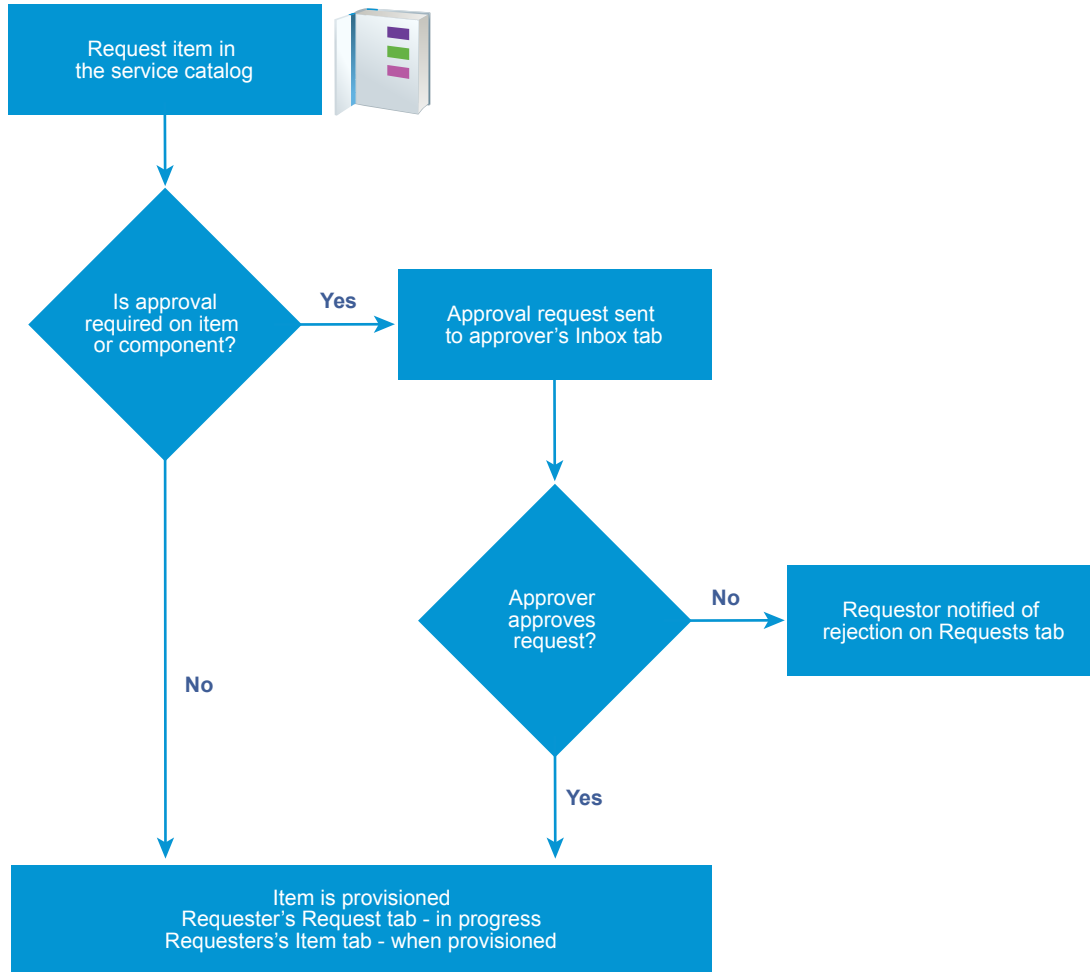 Request item in
the service catalog
Is approval
required on item
or component?
Yes
Approval request sent
to approver’s Inbox tab
Approver
approves
request?
No
Requestor notified of
rejection on Requests tab
No
Yes
Item is provisioned
Requester’s Request tab - in progress
Requesters’s Item tab - when provisioned